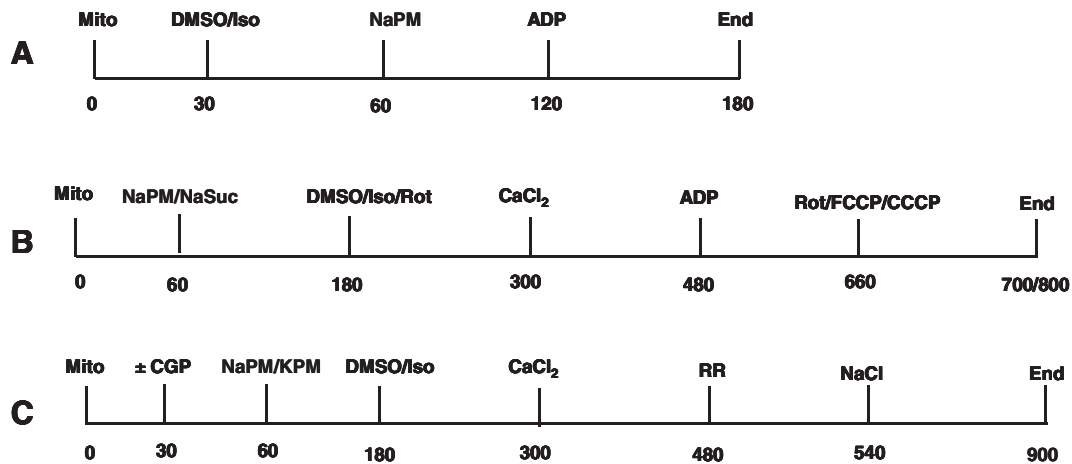 Mito DMSO/Iso NaPM ADP End
A
0 30 60 120 180
Mito NaPM/NaSuc DMSO/Iso/Rot CaCl₂ ADP Rot/FCCP/CCCP End
B
0 60 180 300 480 660 700/800
Mito ± CGP NaPM/KPM DMSO/Iso CaCl₂ RR NaCl End
C
0 30 60 180 300 480 540 900